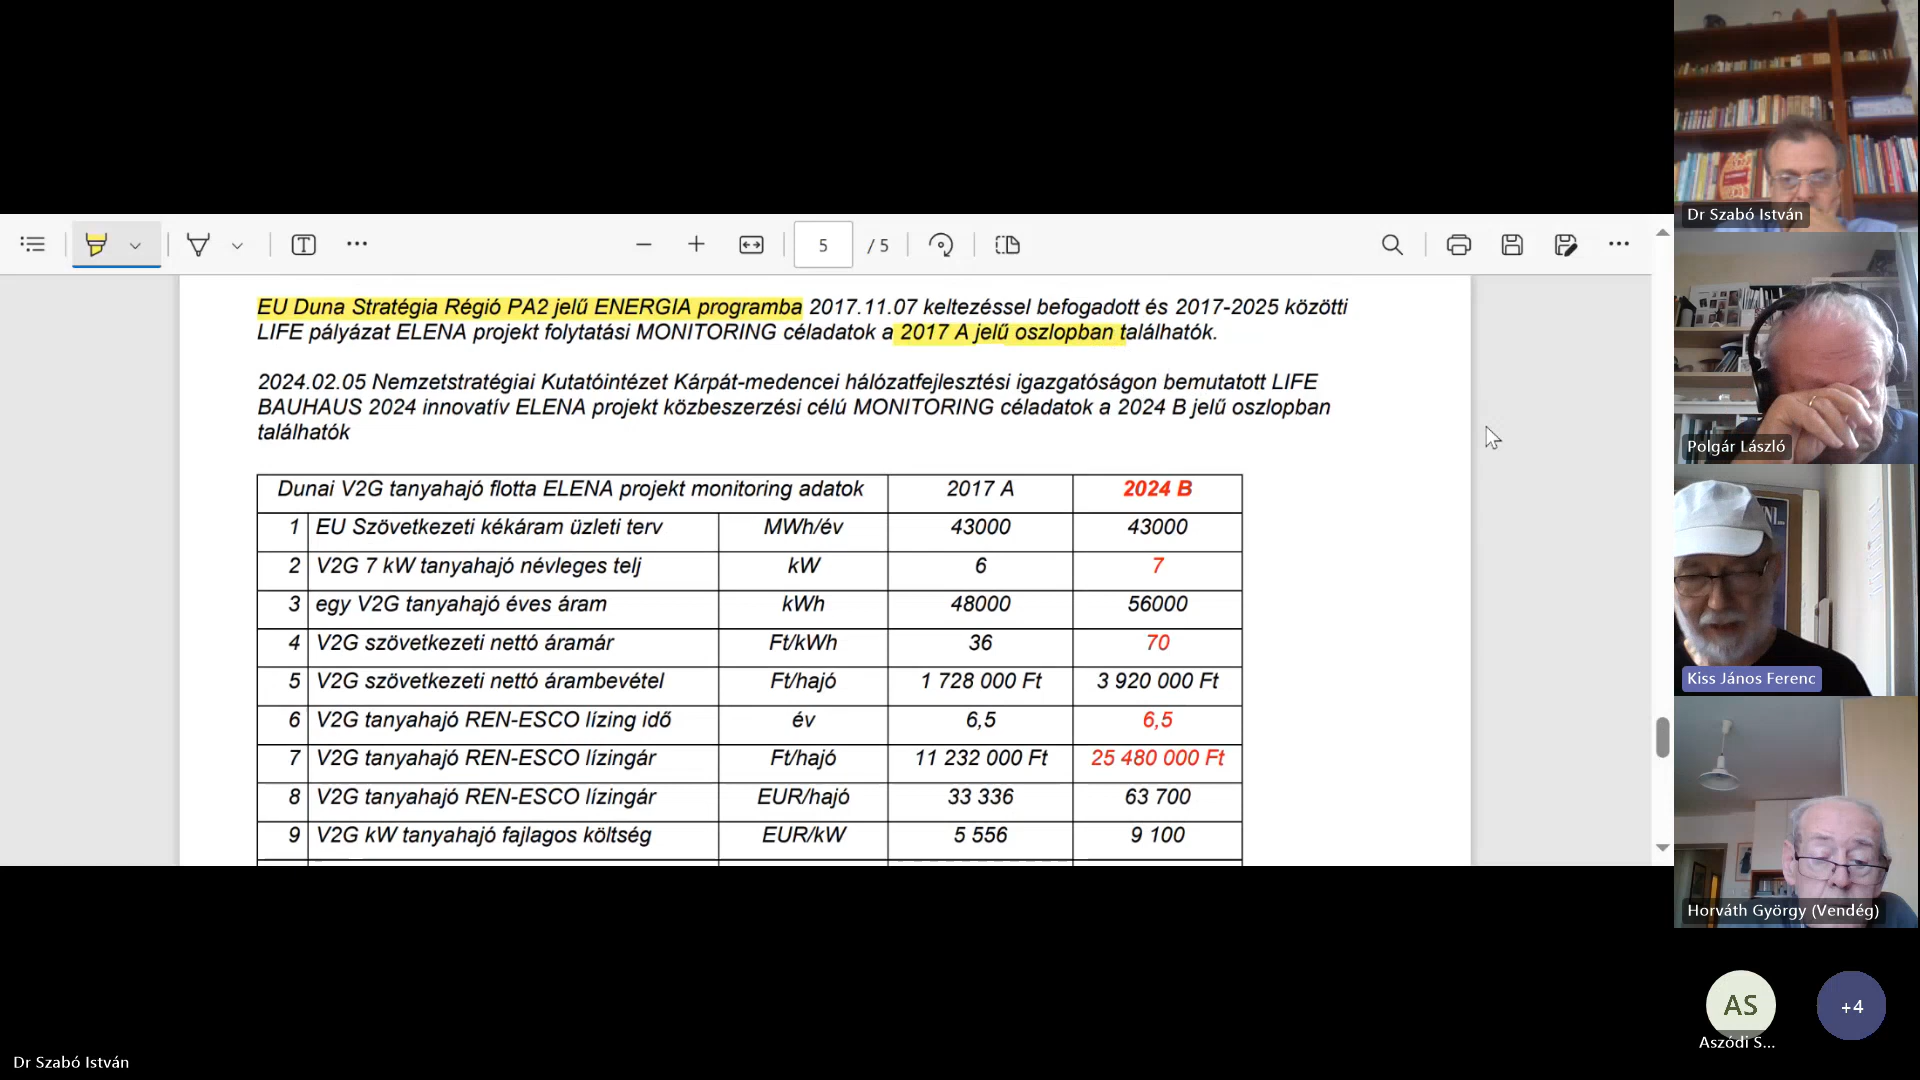 5 / 5
EU Duna Stratégia Régió PA2 jelű ENERGIA programba 2017.11.07 keltezéssel befogadott és 2017-2025 közötti
LIFE pályázat ELENA projekt folytatási MONITORING céladatok a 2017 A jelű oszlopban találhatók.
2024.02.05 Nemzetstratégiai Kutatóintézet Kárpát-medencei hálózatfejlesztési igazgatóságon bemutatott LIFE
BAUHAUS 2024 innovatív ELENA projekt közbeszerzési célú MONITORING céladatok a 2024 B jelű oszlopban
találhatók
Dunai V2G tanyahajó flotta ELENA projekt monitoring adatok 2017 A 2024 B
1 EU Szövetkezeti kékáram üzleti terv MWh/év 43000 43000
2 V2G 7 kW tanyahajó névleges telj kW 6 7
3 egy V2G tanyahajó éves áram kWh 48000 56000
4 V2G szövetkezeti nettó áramár Ft/kWh 36 70
5 V2G szövetkezeti nettó árambevétel Ft/hajó 1 728 000 Ft 3 920 000 Ft
6 V2G tanyahajó REN-ESCO lízing idő év 6,5 6,5
7 V2G tanyahajó REN-ESCO lízingár Ft/hajó 11 232 000 Ft 25 480 000 Ft
8 V2G tanyahajó REN-ESCO lízingár EUR/hajó 33 336 63 700
9 V2G kW tanyahajó fajlagos költség EUR/kW 5 556 9 100
Dr Szabó István
Polgár László
Kiss János Ferenc
Horváth György (Vendég)
AS
Aszódi S...
+4
Dr Szabó István